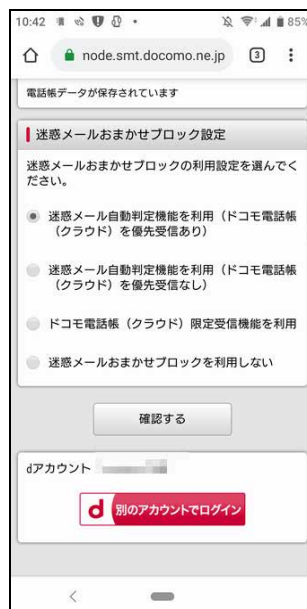 10:42
85%
node.smt.docomo.ne.jp
3
電話帳データが保存されています
迷惑メールおまかせブロック設定
迷惑メールおまかせブロックの利用設定を選んでく
ださい。
迷惑メール自動判定機能を利用（ドコモ電話帳
（クラウド）を優先受信あり）
迷惑メール自動判定機能を利用（ドコモ電話帳
（クラウド）を優先受信なし）
ドコモ電話帳（クラウド）限定受信機能を利用
迷惑メールおまかせブロックを利用しない
確認する
dアカウント
d 別のアカウントでログイン